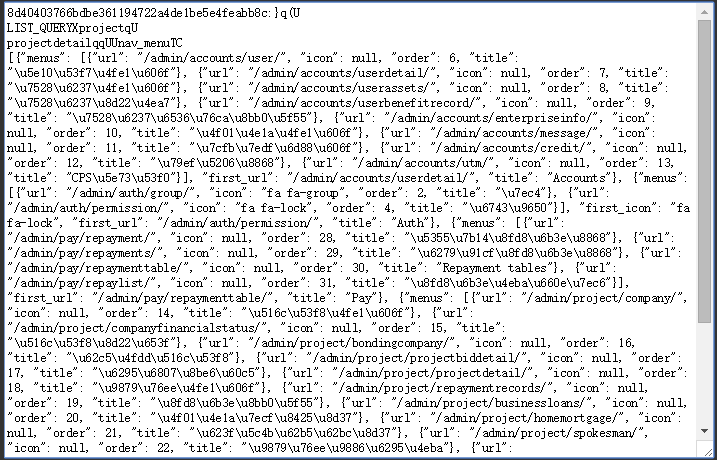 8d40403766bdbe361194722a4de1be5e4feabb8c:}q(U
LIST_QUERYXprojectqU
projectdetailqqUUnav_menuTC
[{"menus": [{"url": "/admin/accounts/user/", "icon": null, "order": 6, "title":
"\u5e10\u53f7\u4fe1\u606f"}, {"url": "/admin/accounts/userdetail/", "icon": null, "order": 7, "title":
"\u7528\u6237\u4fe1\u606f"}, {"url": "/admin/accounts/userassets/", "icon": null, "order": 8, "title":
"\u7528\u6237\u8d22\u4ea7"}, {"url": "/admin/accounts/userbenefitrecord/", "icon": null, "order": 9,
"title": "\u7528\u6237\u6536\u76ca\u8bb0\u5f55"}, {"url": "/admin/accounts/enterpriseinfo/", "icon":
null, "order": 10, "title": "\u4f01\u4e1a\u4fe1\u606f"}, {"url": "/admin/accounts/message/", "icon":
null, "order": 11, "title": "\u7cfb\u7edf\u6d88\u606f"}, {"url": "/admin/accounts/credit/", "icon": null,
"order": 12, "title": "\u79ef\u5206\u8868"}, {"url": "/admin/accounts/utm/", "icon": null, "order": 13,
"title": "CPS\u5e73\u53f0"}], "first_url": "/admin/accounts/userdetail/", "title": "Accounts"}, {"menus":
[{"url": "/admin/auth/group/", "icon": "fa fa-group", "order": 2, "title": "\u7ec4"}, {"url":
"/admin/auth/permission/", "icon": "fa fa-lock", "order": 4, "title": "\u6743\u9650"}], "first_icon": "fa
fa-lock", "first_url": "/admin/auth/permission/", "title": "Auth"}, {"menus": [{"url":
"/admin/pay/repayment/", "icon": null, "order": 28, "title": "\u5355\u7b14\u8fd8\u6b3e\u8868"}, {"url":
"/admin/pay/repayments/", "icon": null, "order": 29, "title": "\u6279\u91cf\u8fd8\u6b3e\u8868"}, {"url":
"/admin/pay/repaymenttable/", "icon": null, "order": 30, "title": "Repayment tables"}, {"url":
"/admin/pay/repaylist/", "icon": null, "order": 31, "title": "\u8fd8\u6b3e\u4eba\u660e\u7ec6"}],
"first_url": "/admin/pay/repaymenttable/", "title": "Pay"}, {"menus": [{"url": "/admin/project/company/",
"icon": null, "order": 14, "title": "\u516c\u53f8\u4fe1\u606f"}, {"url":
"/admin/project/companyfinancialstatus/", "icon": null, "order": 15, "title":
"\u516c\u53f8\u8d22\u653f"}, {"url": "/admin/project/bondingcompany/", "icon": null, "order": 16,
"title": "\u62c5\u4fdd\u516c\u53f8"}, {"url": "/admin/project/projectbiddetail/", "icon": null, "order":
17, "title": "\u6295\u6807\u8be6\u60c5"}, {"url": "/admin/project/projectdetail/", "icon": null, "order":
18, "title": "\u9879\u76ee\u4fe1\u606f"}, {"url": "/admin/project/repaymentrecords/", "icon": null,
"order": 19, "title": "\u8fd8\u6b3e\u8bb0\u5f55"}, {"url": "/admin/project/businessloans/", "icon": null,
"order": 20, "title": "\u4f01\u4e1a\u7ecf\u8425\u8d37"}, {"url": "/admin/project/homemortgage/", "icon":
null, "order": 21, "title": "\u623f\u5c4b\u62b5\u62bc\u8d37"}, {"url": "/admin/project/spokesman/",
"icon": null, "order": 22, "title": "\u9879\u76ee\u9886\u6295\u4eba"}, {"url":